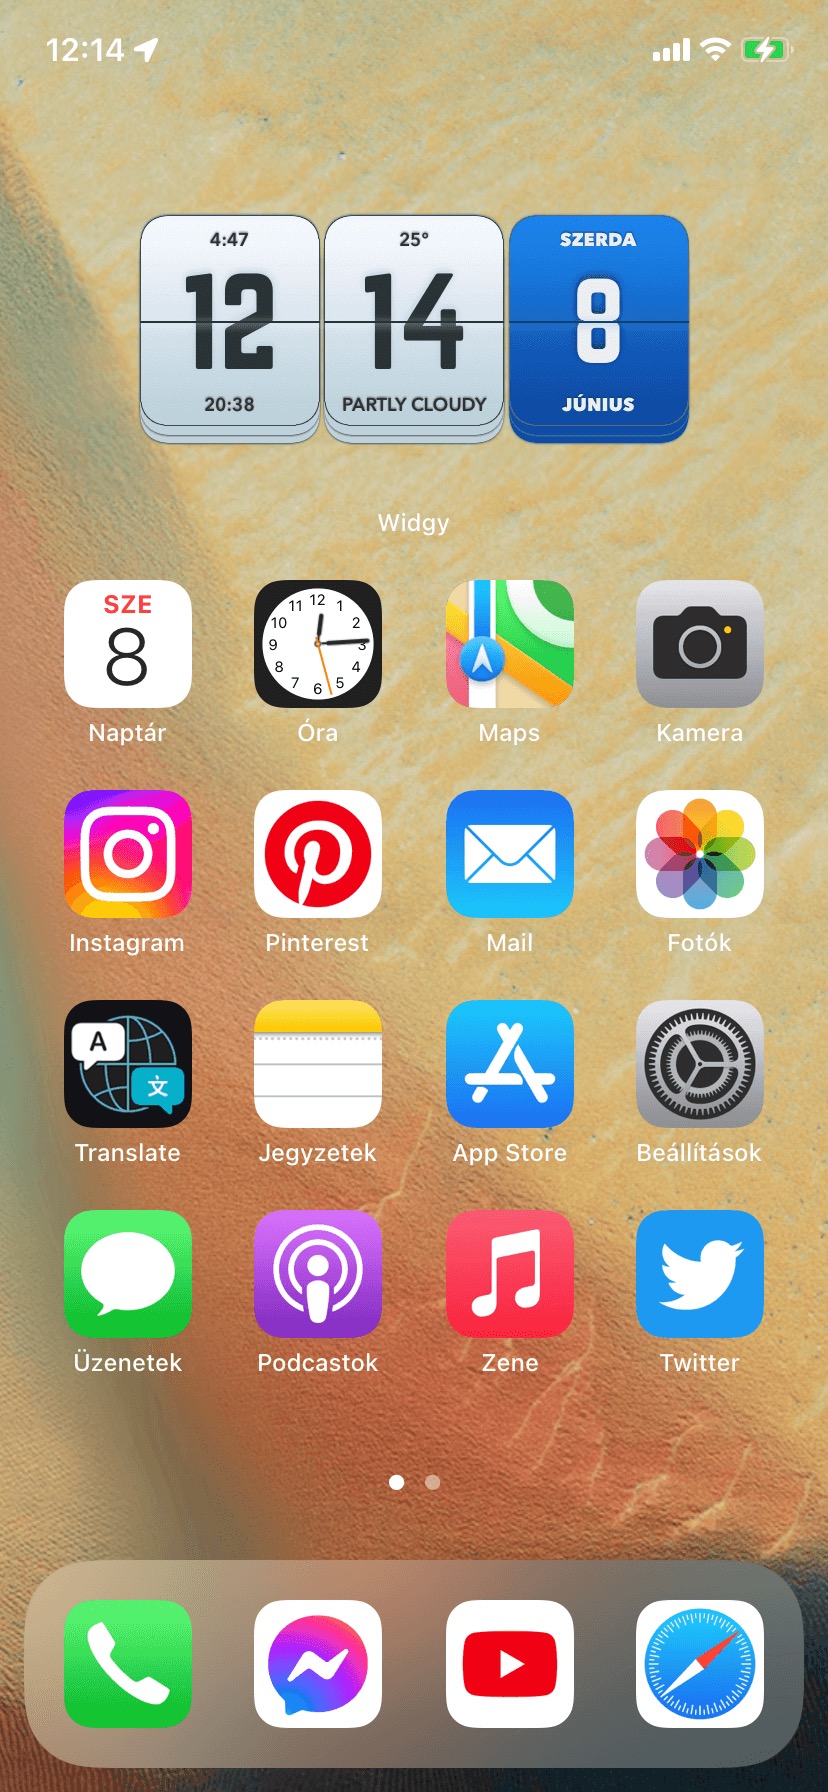 12:14
4:47
25°
SZERDA
12
14
8
20:38
PARTLY CLOUDY
JÚNIUS
Widgy
SZE
8
12
11
1
10
2
9
3
8
4
7
5
6
Naptár
Óra
Maps
Kamera
Instagram
Pinterest
Mail
Fotók
A
文
Translate
Jegyzetek
App Store
Beállítások
Üzenetek
Podcastok
Zene
Twitter